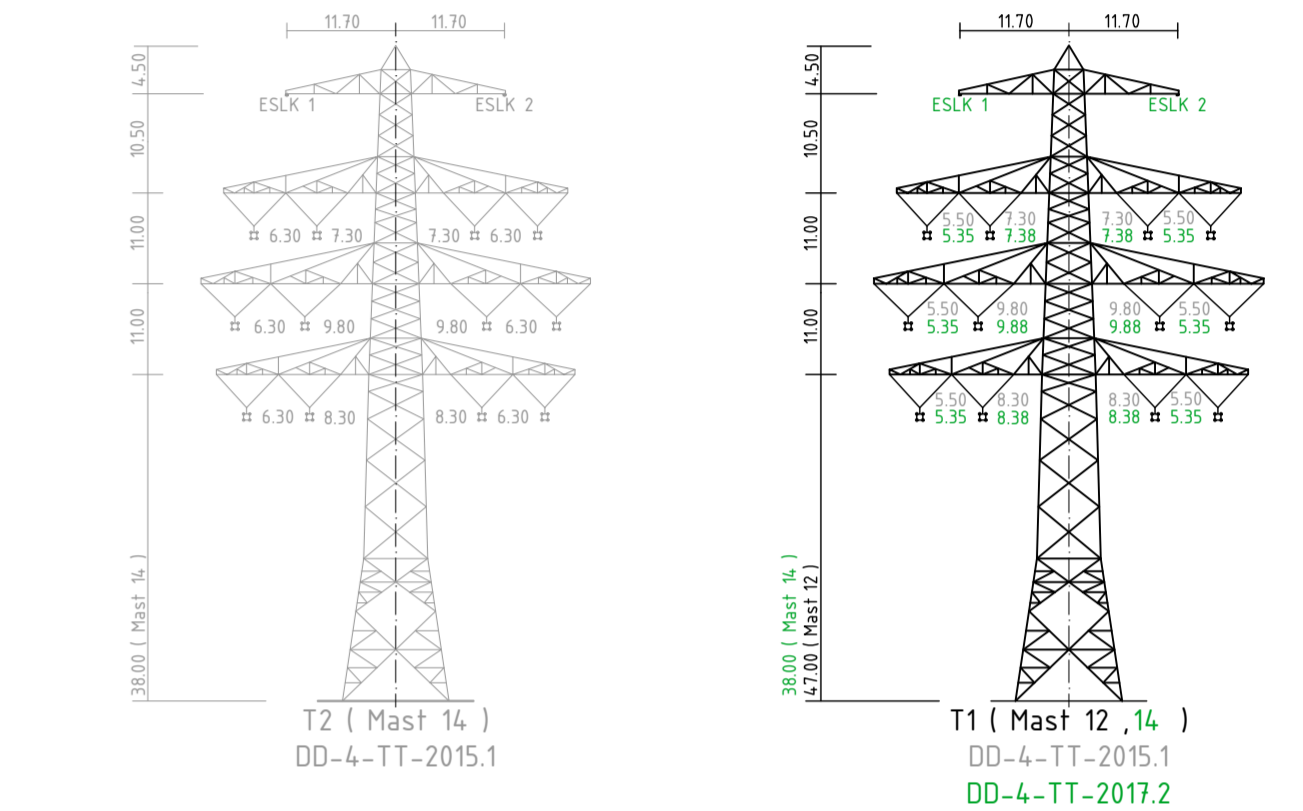 11.70 11.70
4.50
ESLK 1 ESLK 2
10.50
11.00
6.30 7.30 7.30 6.30
11.00
6.30 9.80 9.80 6.30
6.30 8.30 8.30 6.30
38.00 ( Mast 14 )
T2 ( Mast 14 )
DD-4-TT-2015.1
11.70 11.70
4.50
ESLK 1 ESLK 2
10.50
11.00
5.50 7.30 7.30 5.50
5.35 7.38 7.38 5.35
11.00
5.50 9.80 9.80 5.50
5.35 9.88 9.88 5.35
5.50 8.30 8.30 5.50
5.35 8.38 8.38 5.35
38.00 ( Mast 14 )
47.00 ( Mast 12 )
T1 ( Mast 12 ,14 )
DD-4-TT-2015.1
DD-4-TT-2017.2